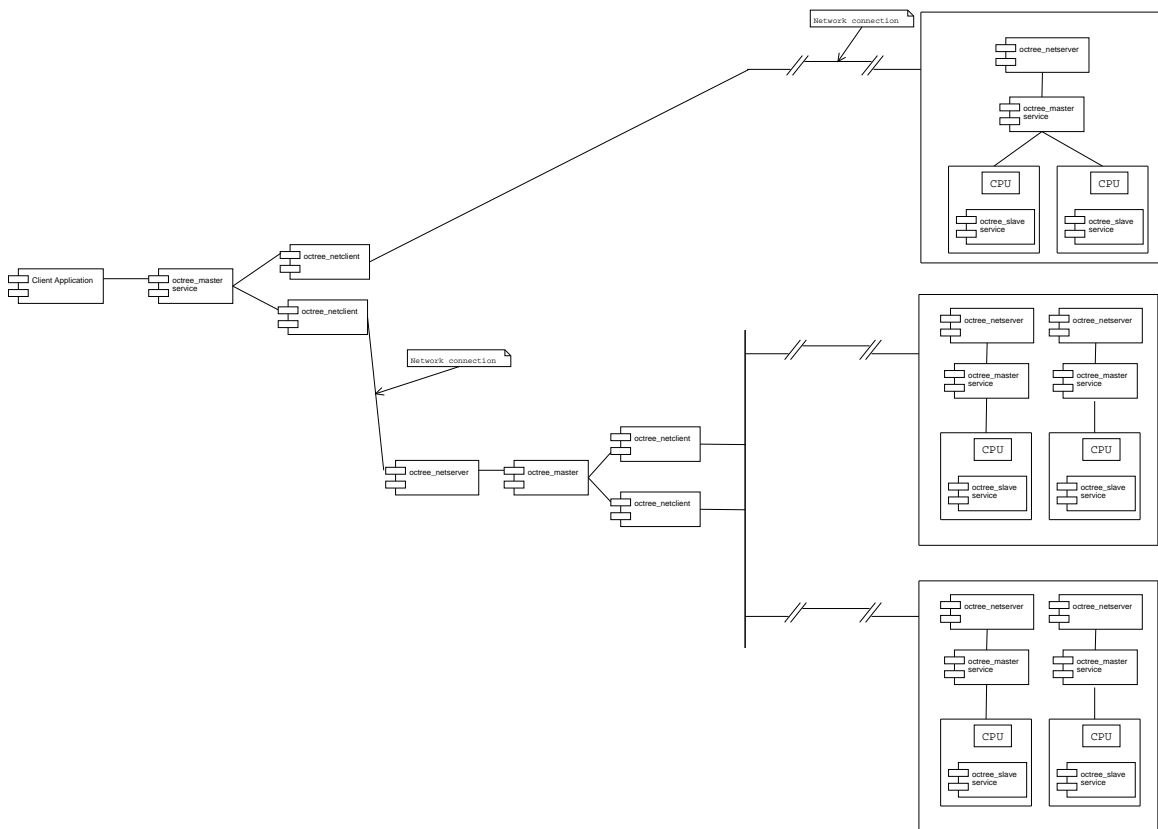 Network connection
octree_netserver
octree_master
service
CPU
CPU
octree_slave
service
octree_slave
service
octree_netclient
Client Application
octree_master
service
octree_netclient
Network connection
octree_netserver
octree_netserver
octree_master
service
octree_master
service
CPU
CPU
octree_slave
service
octree_slave
service
octree_netclient
octree_netserver
octree_master
octree_netclient
octree_netserver
octree_netserver
octree_master
service
octree_master
service
CPU
CPU
octree_slave
service
octree_slave
service